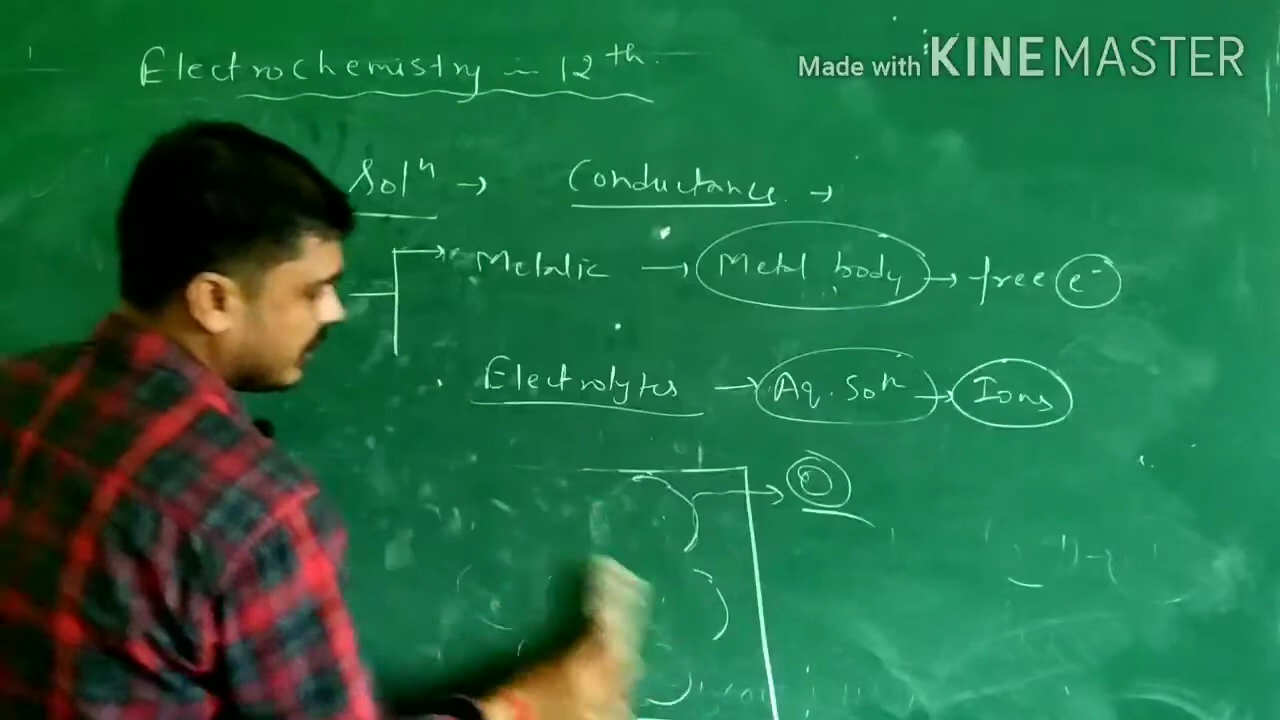 Made with KINEMASTER
Electrochemistry ~ 12th
Solⁿ → Conductance →
Metalic → Metal body → free e⁻
Electrolytes → Aq. Solⁿ → Ions